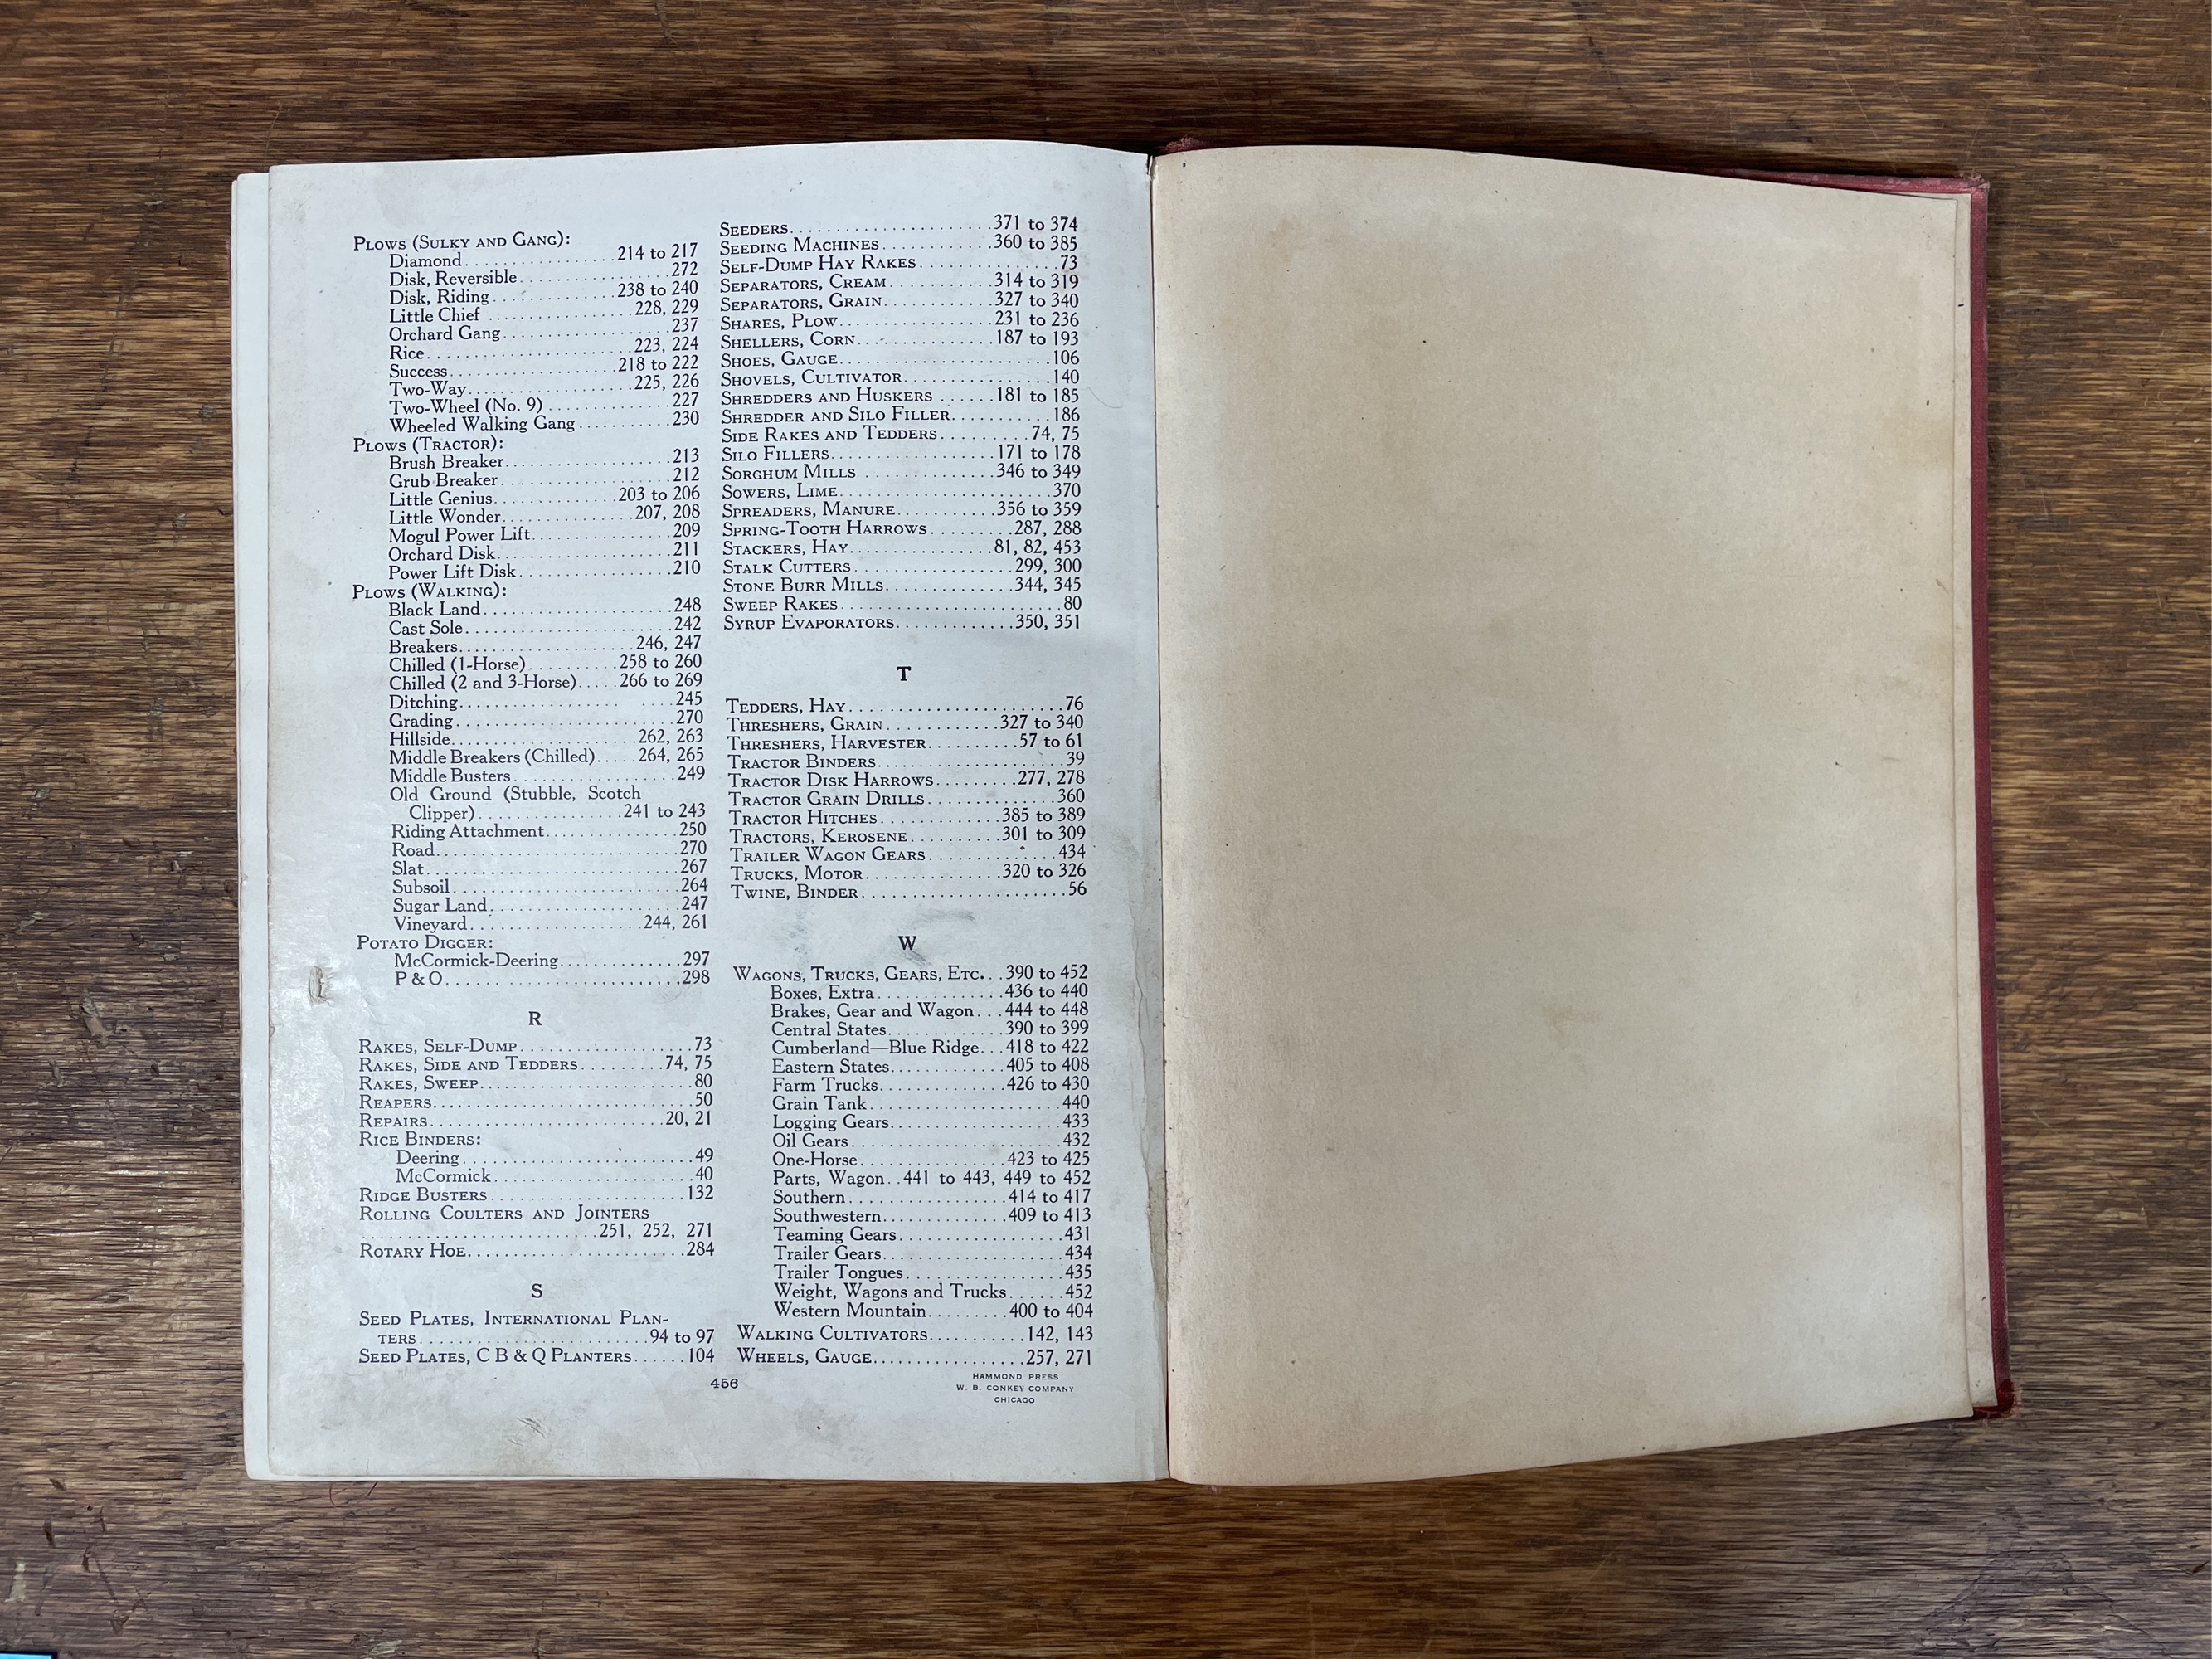 PLOWS (SULKY AND GANG):
Diamond..................214 to 217
Disk, Reversible..................272
Disk, Riding..............238 to 240
Little Chief ................228, 229
Orchard Gang..................237
Rice......................223, 224
Success..................218 to 222
Two-Way..................225, 226
Two-Wheel (No. 9) .............227
Wheeled Walking Gang..........230
PLOWS (TRACTOR):
Brush Breaker..................213
Grub Breaker..................212
Little Genius..............203 to 206
Little Wonder..............207, 208
Mogul Power Lift...............209
Orchard Disk..................211
Power Lift Disk................210
PLOWS (WALKING):
Black Land....................248
Cast Sole......................242
Breakers..................246, 247
Chilled (1-Horse)..........258 to 260
Chilled (2 and 3-Horse).....266 to 269
Ditching................ 245
Grading......................270
Hillside....................262, 263
Middle Breakers (Chilled).....264, 265
Middle Busters.................249
Old Ground (Stubble, Scotch
Clipper)................241 to 243
Riding Attachment..............250
Road........................270
Slat..........................267
Subsoil......................264
Sugar Land....................247
Vineyard..................244, 261
POTATO DIGGER:
McCormick-Deering.............297
P & O........................298
R
RAKES, SELF-DUMP..................73
RAKES, SIDE AND TEDDERS.........74, 75
RAKES, SWEEP......................80
REAPERS..........................50
REPAIRS......................20, 21
RICE BINDERS:
Deering......................49
McCormick....................40
RIDGE BUSTERS....................132
ROLLING COULTERS AND JOINTERS
..........................251, 252, 271
ROTARY HOE......................284
S
SEED PLATES, INTERNATIONAL PLAN-
TERS........................94 to 97
SEED PLATES, C B & Q PLANTERS......104
SEEDERS......................371 to 374
SEEDING MACHINES............360 to 385
SELF-DUMP HAY RAKES................73
SEPARATORS, CREAM............314 to 319
SEPARATORS, GRAIN............327 to 340
SHARES, PLOW................231 to 236
SHELLERS, CORN..............187 to 193
SHOES, GAUGE....................106
SHOVELS, CULTIVATOR..............140
SHREDDERS AND HUSKERS ......181 to 185
SHREDDER AND SILO FILLER..........186
SIDE RAKES AND TEDDERS.........74, 75
SILO FILLERS................171 to 178
SORGHUM MILLS ..............346 to 349
SOWERS, LIME....................370
SPREADERS, MANURE............356 to 359
SPRING-TOOTH HARROWS.........287, 288
STACKERS, HAY..............81, 82, 453
STALK CUTTERS................299, 300
STONE BURR MILLS..............344, 345
SWEEP RAKES......................80
SYRUP EVAPORATORS............350, 351
T
TEDDERS, HAY......................76
THRESHERS, GRAIN............327 to 340
THRESHERS, HARVESTER..........57 to 61
TRACTOR BINDERS..................39
TRACTOR DISK HARROWS.........277, 278
TRACTOR GRAIN DRILLS............360
TRACTOR HITCHES............385 to 389
TRACTORS, KEROSENE..........301 to 309
TRAILER WAGON GEARS............434
TRUCKS, MOTOR..............320 to 326
TWINE, BINDER....................56
W
WAGONS, TRUCKS, GEARS, ETC...390 to 452
Boxes, Extra..............436 to 440
Brakes, Gear and Wagon...444 to 448
Central States............390 to 399
Cumberland—Blue Ridge...418 to 422
Eastern States............405 to 408
Farm Trucks..............426 to 430
Grain Tank....................440
Logging Gears..................433
Oil Gears......................432
One-Horse................423 to 425
Parts, Wagon..441 to 443, 449 to 452
Southern................414 to 417
Southwestern.............409 to 413
Teaming Gears.................431
Trailer Gears..................434
Trailer Tongues................435
Weight, Wagons and Trucks......452
Western Mountain.........400 to 404
WALKING CULTIVATORS...........142, 143
WHEELS, GAUGE.................257, 271
456
HAMMOND PRESS
W. B. CONKEY COMPANY
CHICAGO